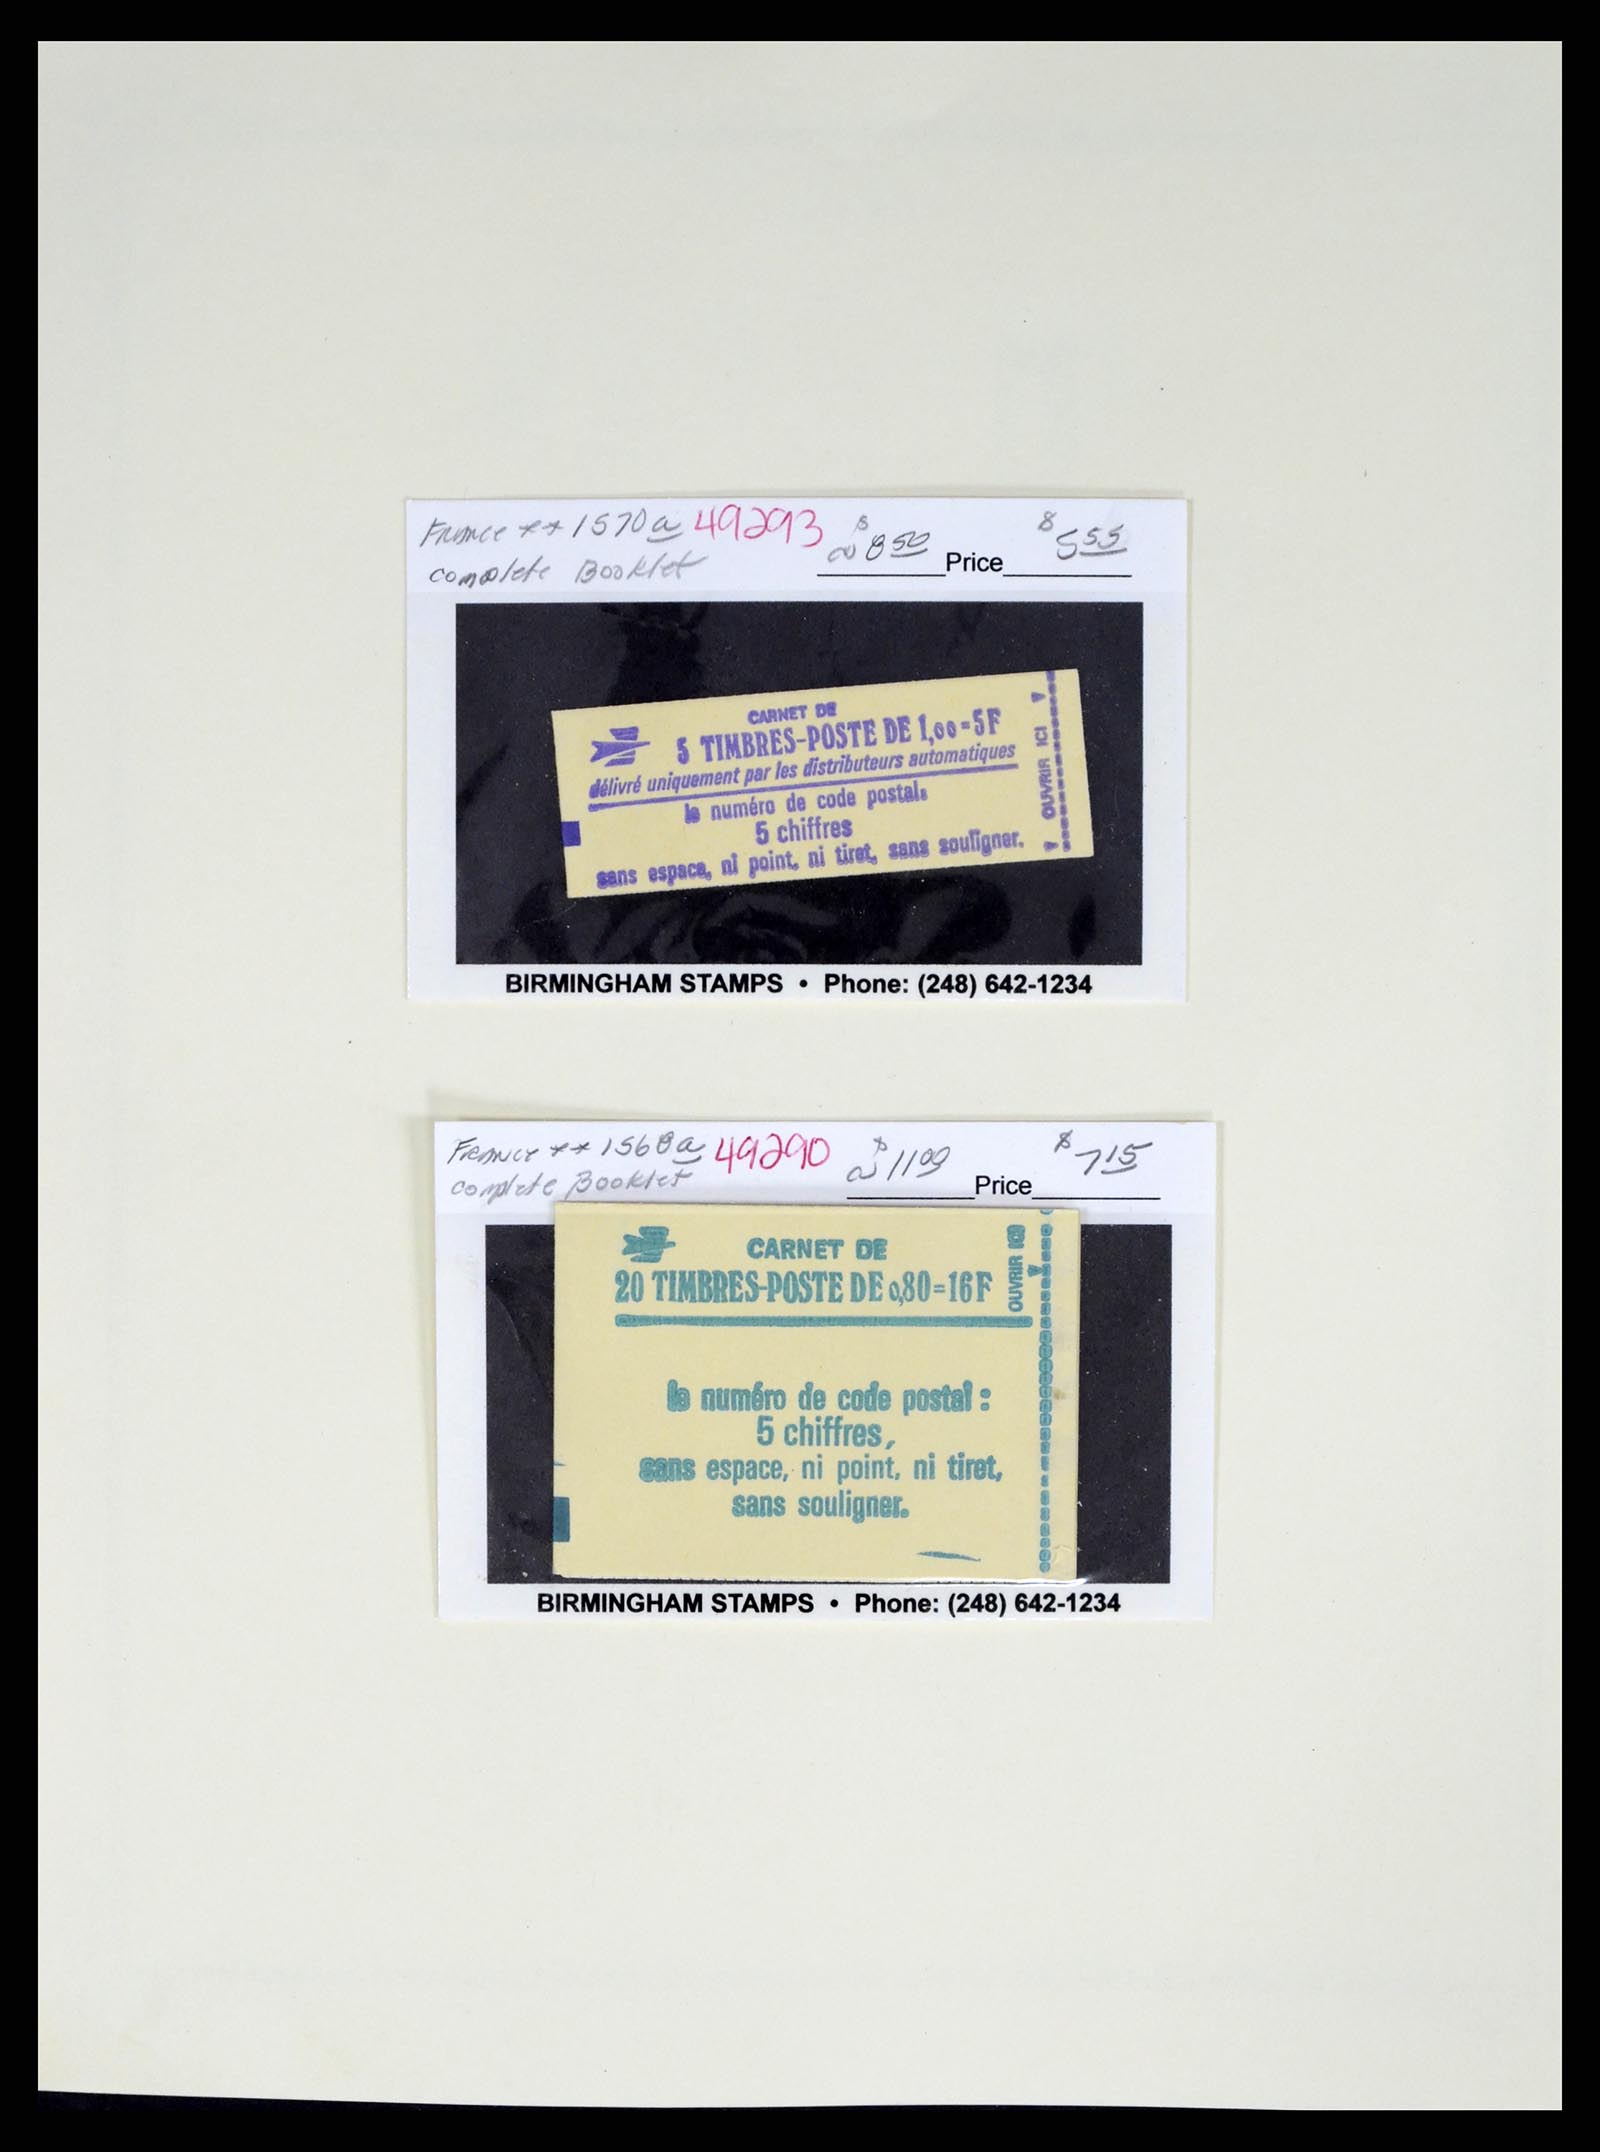 France ** 1570a 49293 $ 8 50 $ 5 55
complete Booklet Price
CARNET DE
5 TIMBRES-POSTE DE 1,00=5F
délivré uniquement par les distributeurs automatiques
le numéro de code postal:
5 chiffres
sans espace, ni point, ni tiret, sans souligner.
OUVRIR ICI
BIRMINGHAM STAMPS • Phone: (248) 642-1234
France ** 1568a 49290 $ 11 00 $ 7 15
complete Booklet Price
CARNET DE
20 TIMBRES-POSTE DE 0,80=16F
OUVRIR ICI
le numéro de code postal :
5 chiffres,
sans espace, ni point, ni tiret,
sans souligner.
BIRMINGHAM STAMPS • Phone: (248) 642-1234